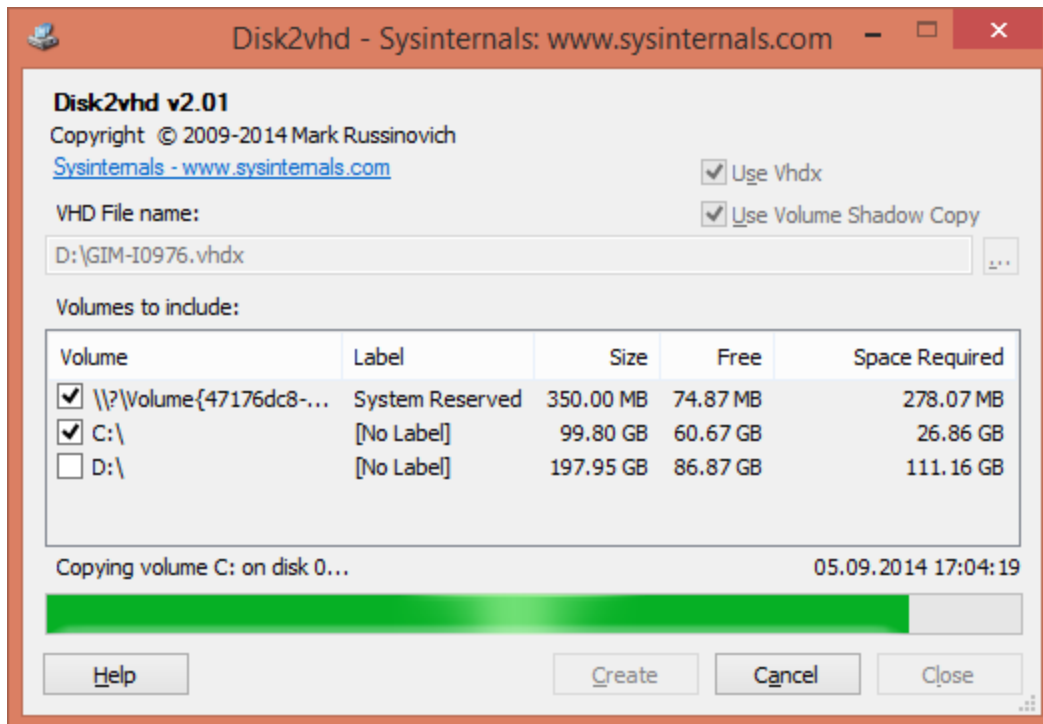 Disk2vhd - Sysinternals: www.sysinternals.com
Disk2vhd v2.01
Copyright © 2009-2014 Mark Russinovich
Sysinternals - www.sysinternals.com
Use Vhdx
VHD File name:
Use Volume Shadow Copy
D:\GIM-I0976.vhdx
...
Volumes to include:
Volume Label Size Free Space Required
\\?\Volume{47176dc8-... System Reserved 350.00 MB 74.87 MB 278.07 MB
C:\ [No Label] 99.80 GB 60.67 GB 26.86 GB
D:\ [No Label] 197.95 GB 86.87 GB 111.16 GB
Copying volume C: on disk 0... 05.09.2014 17:04:19
Help Create Cancel Close